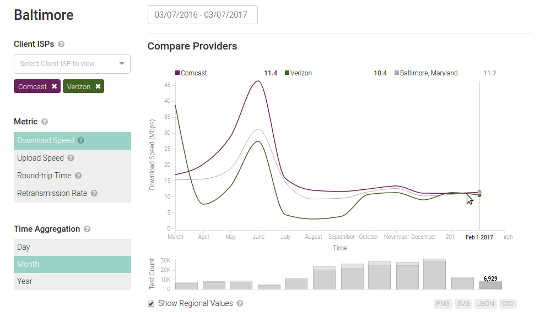 Baltimore
03/07/2016 - 03/07/2017
Client ISPs ?
Select Client ISP to view
Comcast ✖ Verizon ✖
Metric ?
Download Speed ?
Upload Speed ?
Round-trip Time ?
Retransmission Rate ?
Time Aggregation ?
Day
Month
Year
Compare Providers
Comcast 11.4 Verizon 10.4 Baltimore, Maryland 11.2
Download Speed (Mbps)
45
40
35
30
25
20
15
10
5
0
March April May June July August September October November December 201 Feb 1 2017 rch
Time
Test Count
30K
20K
10K
0
6,929
Show Regional Values ?
PNG SVG JSON CSV